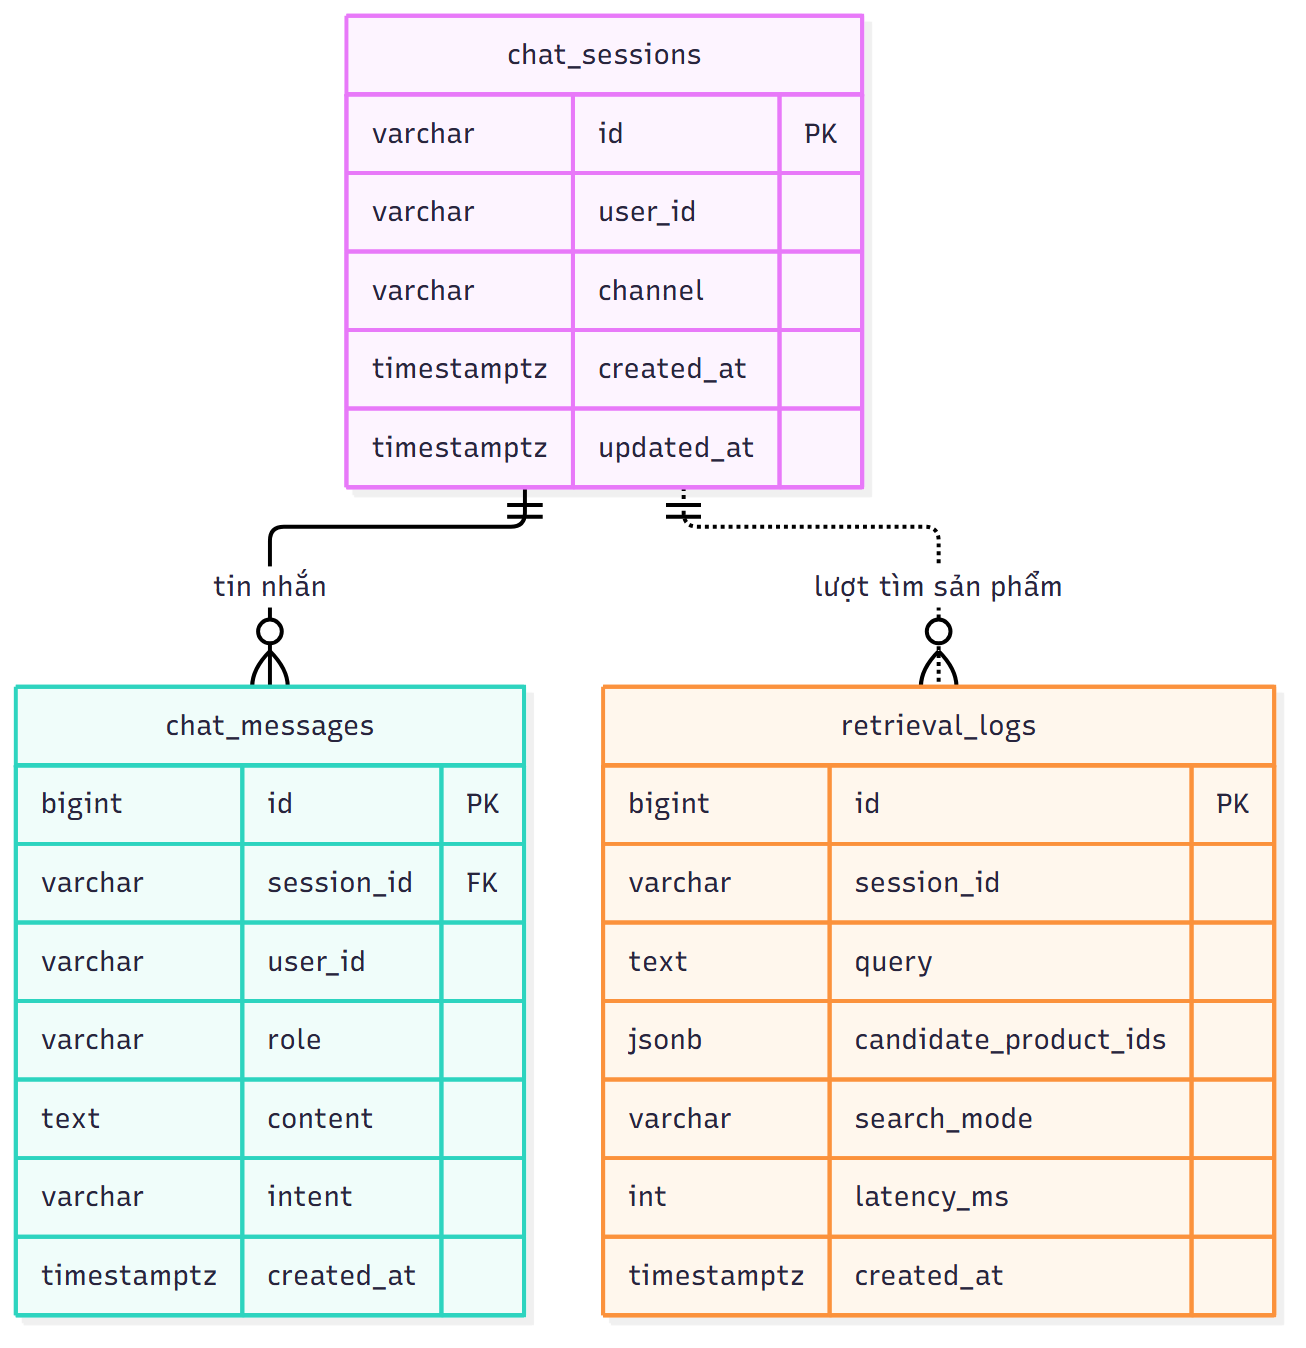 chat_sessions
varchar id PK
varchar user_id
varchar channel
timestamptz created_at
timestamptz updated_at
tin nhắn
lượt tìm sản phẩm
chat_messages
bigint id PK
varchar session_id FK
varchar user_id
varchar role
text content
varchar intent
timestamptz created_at
retrieval_logs
bigint id PK
varchar session_id
text query
jsonb candidate_product_ids
varchar search_mode
int latency_ms
timestamptz created_at